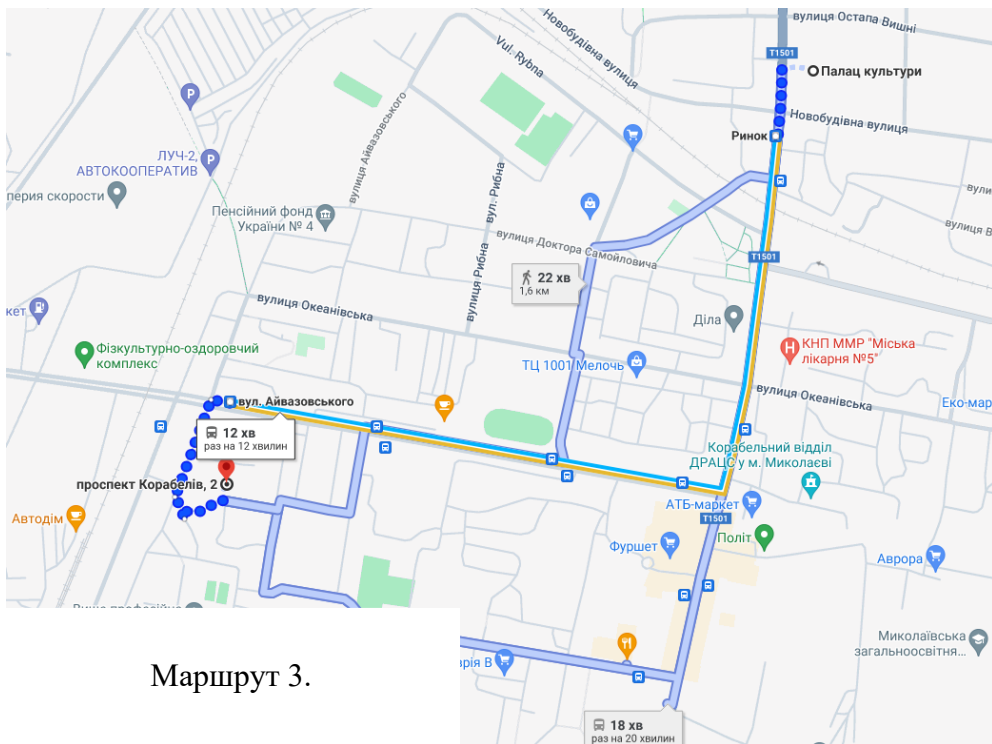 вулиця Остапа Вишні
Новобудівна вулиця
Vul. Rybna
T1501
Палац культури
Новобудівна вулиця
Ринок
вулиця Айвазовського
ЛУЧ-2,
АВТОКООПЕРАТИВ
перия скорости
вул. Рибна
Пенсійний фонд
України № 4
вулиця Доктора Самойловича
вулиця В
T1501
22 хв
1,6 км
вулиця Рибна
вулиця Океанівська
кет
Діла
КНП ММР "Міська
лікарня №5"
Фізкультурно-оздоровчий
комплекс
ТЦ 1001 Мелочь
вулиця Океанівська
Еко-мар
вул. Айвазовського
12 хв
раз на 12 хвилин
Корабельний відділ
ДРАЦС у м. Миколаєві
проспект Корабелів, 2
АТБ-маркет
T1501
Автодім
Політ
Фуршет
Аврора
Миколаївська
загальноосвітня...
арія В
Маршрут 3.
18 хв
раз на 20 хвилин